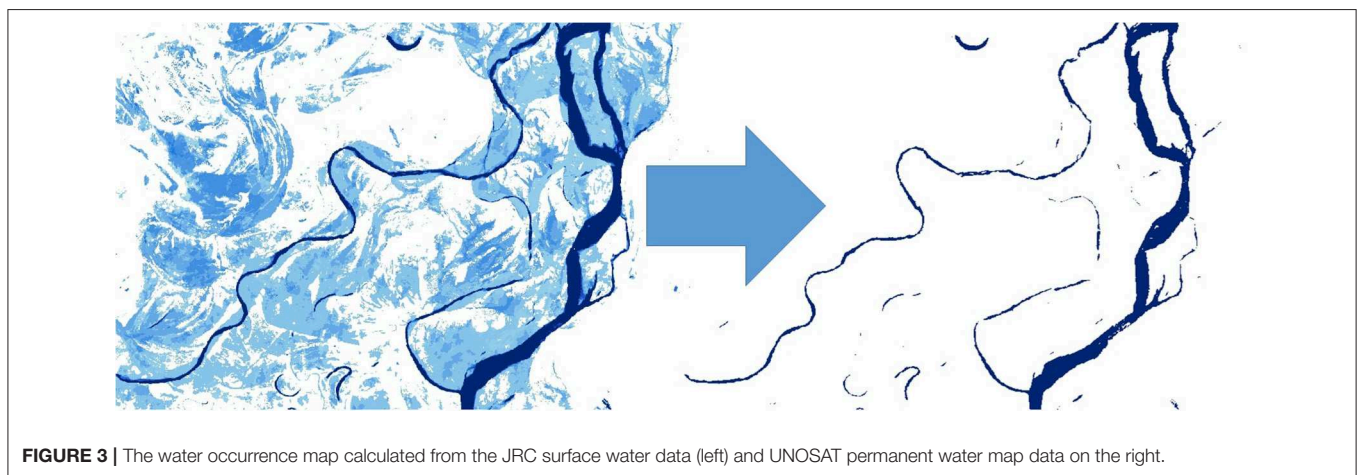 FIGURE 3 | The water occurrence map calculated from the JRC surface water data (left) and UNOSAT permanent water map data on the right.